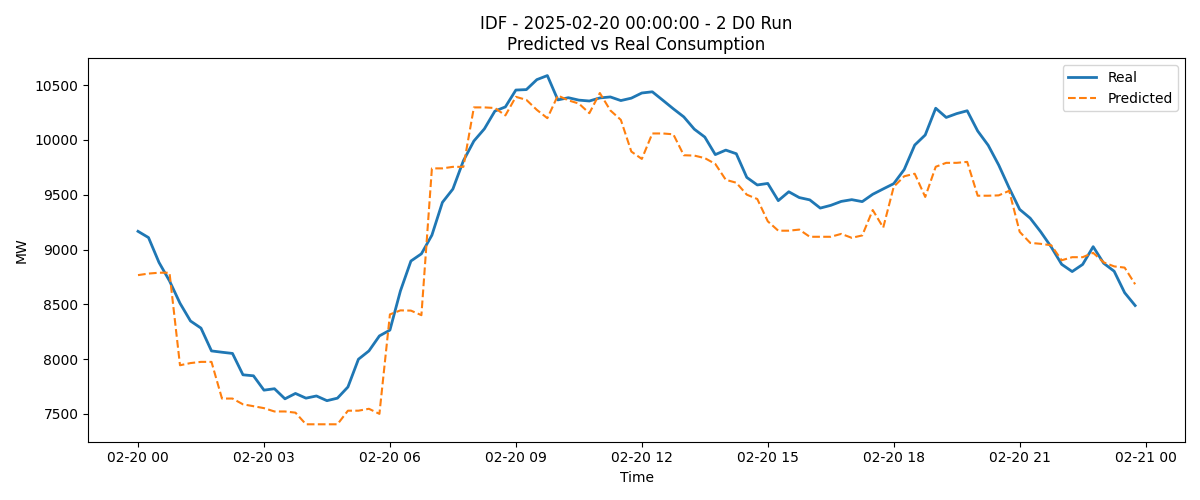 IDF - 2025-02-20 00:00:00 - 2 D0 Run
Predicted vs Real Consumption
Real
Predicted
MW
10500
10000
9500
9000
8500
8000
7500
02-20 00
02-20 03
02-20 06
02-20 09
02-20 12
02-20 15
02-20 18
02-20 21
02-21 00
Time